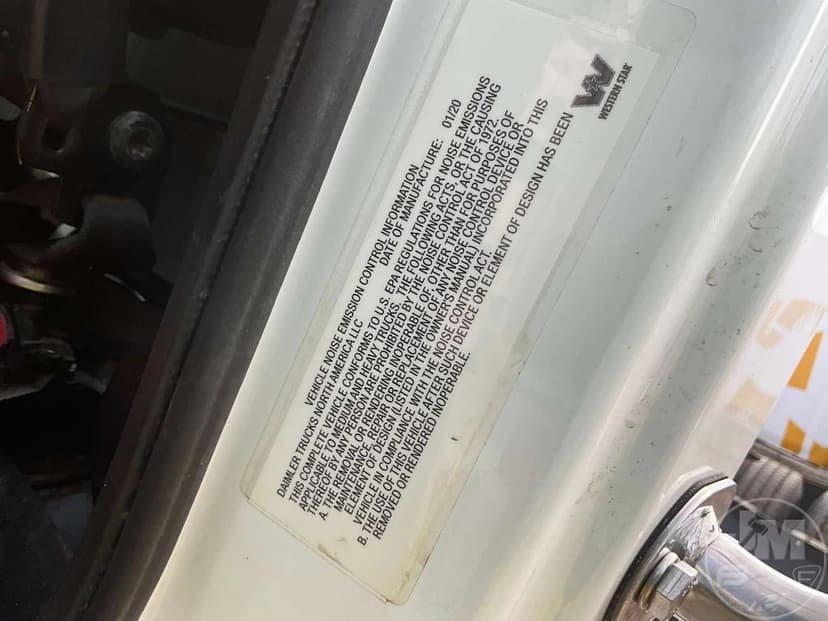 VEHICLE NOISE EMISSION CONTROL INFORMATION
DAIMLER TRUCKS NORTH AMERICA LLC DATE OF MANUFACTURE: 01/20
THIS COMPLETE VEHICLE CONFORMS TO U.S. EPA REGULATIONS FOR NOISE EMISSIONS
APPLICABLE TO MEDIUM AND HEAVY TRUCKS. THE FOLLOWING ACTS, OR THE CAUSING
THEREOF BY ANY PERSON ARE PROHIBITED BY THE NOISE CONTROL ACT OF 1972.
A. THE REMOVAL OR RENDERING INOPERABLE, OTHER THAN FOR PURPOSES OF
MAINTENANCE, REPAIR OR REPLACEMENT, OF ANY NOISE CONTROL DEVICE OR
ELEMENT OF DESIGN (LISTED IN THE OWNER'S MANUAL) INCORPORATED INTO THIS
VEHICLE IN COMPLIANCE WITH THE NOISE CONTROL ACT.
B. THE USE OF THIS VEHICLE AFTER SUCH DEVICE OR ELEMENT OF DESIGN HAS BEEN
REMOVED OR RENDERED INOPERABLE.
WESTERN STAR